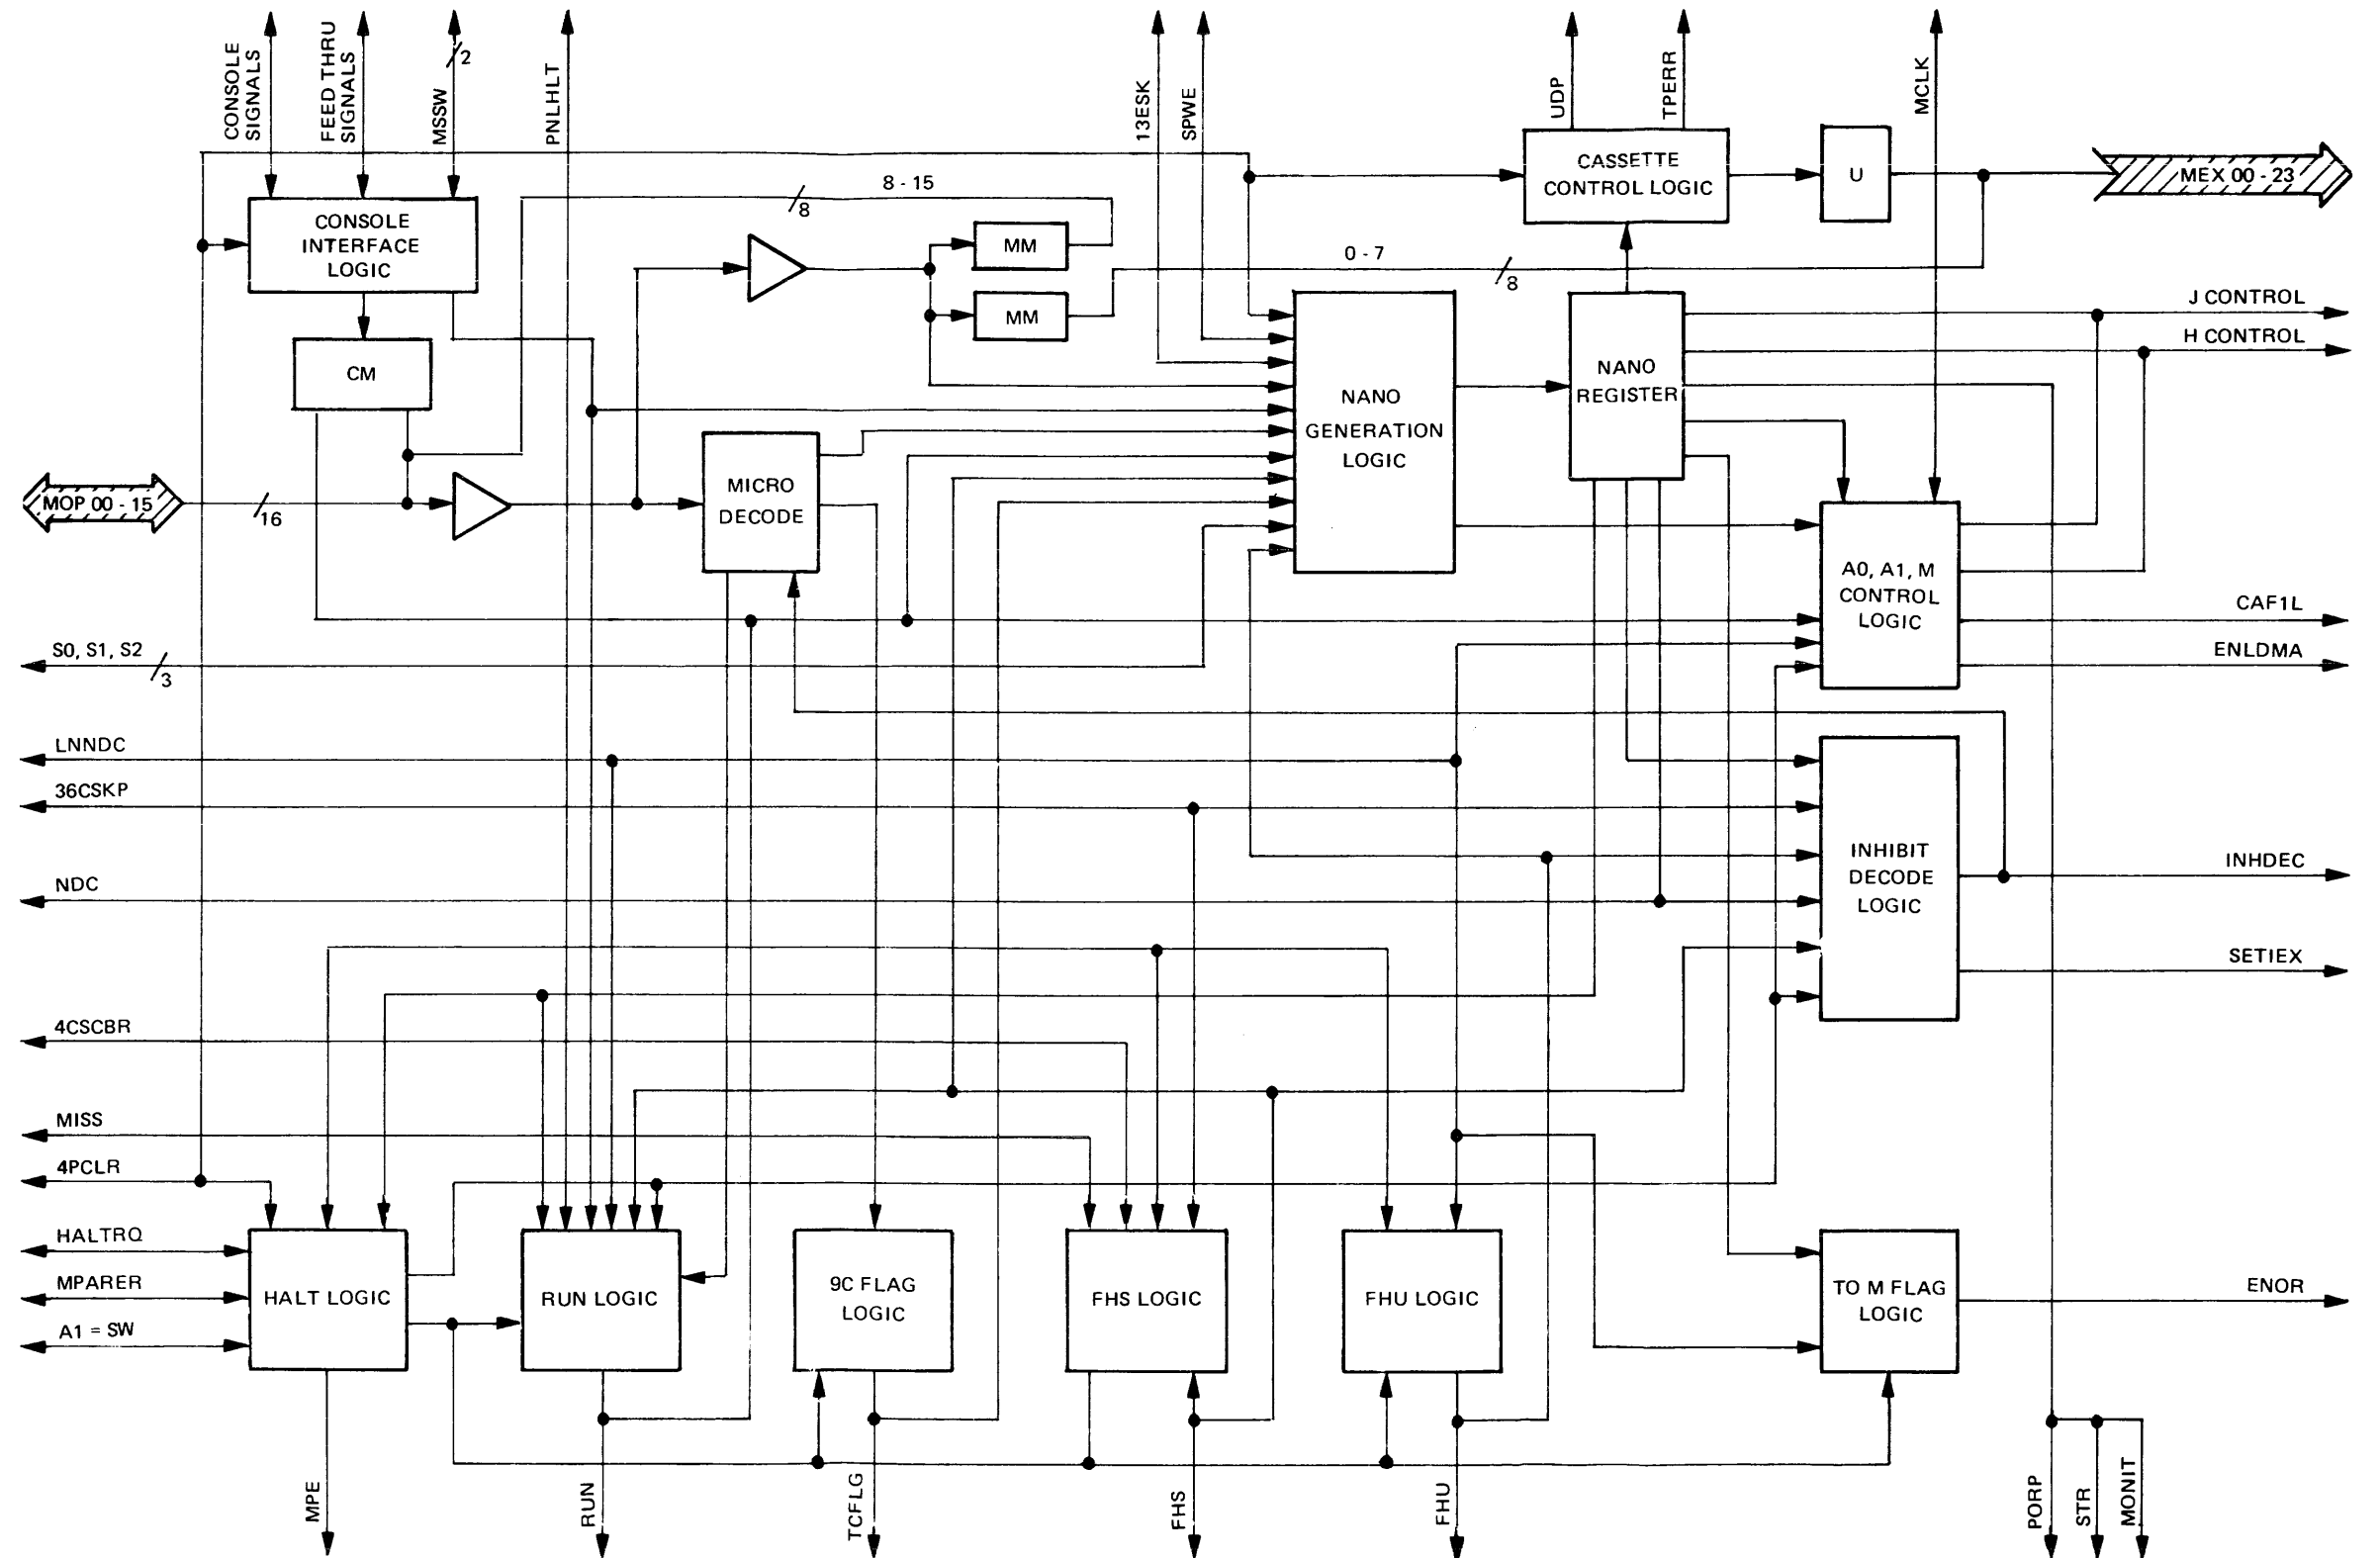 CONSOLE
SIGNALS
FEED THRU
SIGNALS
MSSW
2
PNLHLT
13ESK
SPWE
UDP
TPERR
MCLK
CONSOLE
INTERFACE
LOGIC
8 - 15
8
MM
MM
0 - 7
8
CASSETTE
CONTROL LOGIC
U
MEX 00 - 23
CM
J CONTROL
H CONTROL
NANO
GENERATION
LOGIC
NANO
REGISTER
MOP 00 - 15
16
MICRO
DECODE
A0, A1, M
CONTROL
LOGIC
CAF1L
ENLDMA
S0, S1, S2
3
LNNDC
36CSKP
NDC
INHIBIT
DECODE
LOGIC
INHDEC
SETIEX
4CSCBR
MISS
4PCLR
HALTRQ
MPARER
A1 = SW
HALT LOGIC
RUN LOGIC
9C FLAG
LOGIC
FHS LOGIC
FHU LOGIC
TO M FLAG
LOGIC
ENOR
MPE
RUN
TCFLG
FHS
FHU
PORP
STR
MONIT